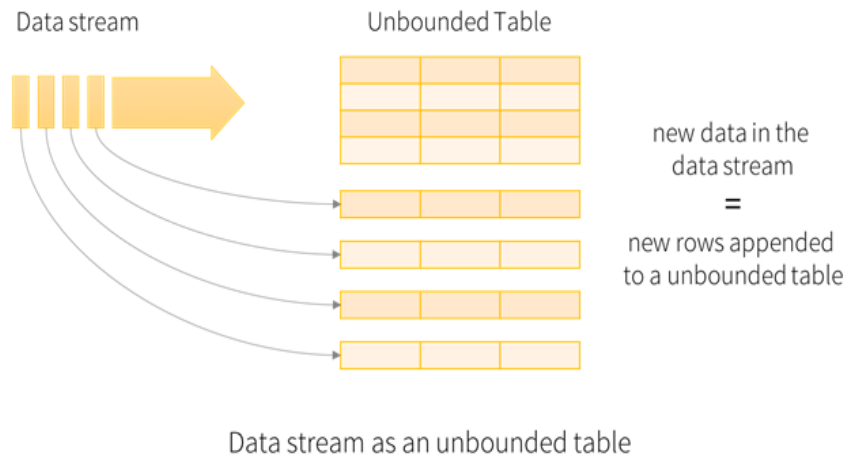 Data stream
Unbounded Table
new data in the
data stream
=
new rows appended
to a unbounded table
Data stream as an unbounded table